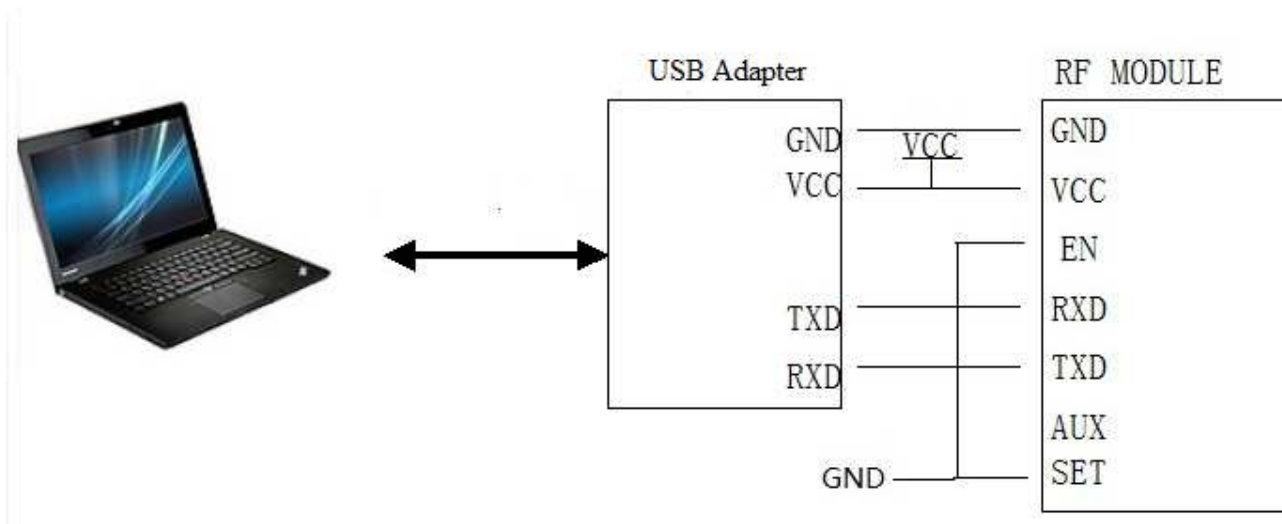 USB Adapter
GND
VCC
TXD
RXD
VCC
GND
RF MODULE
GND
VCC
EN
RXD
TXD
AUX
SET